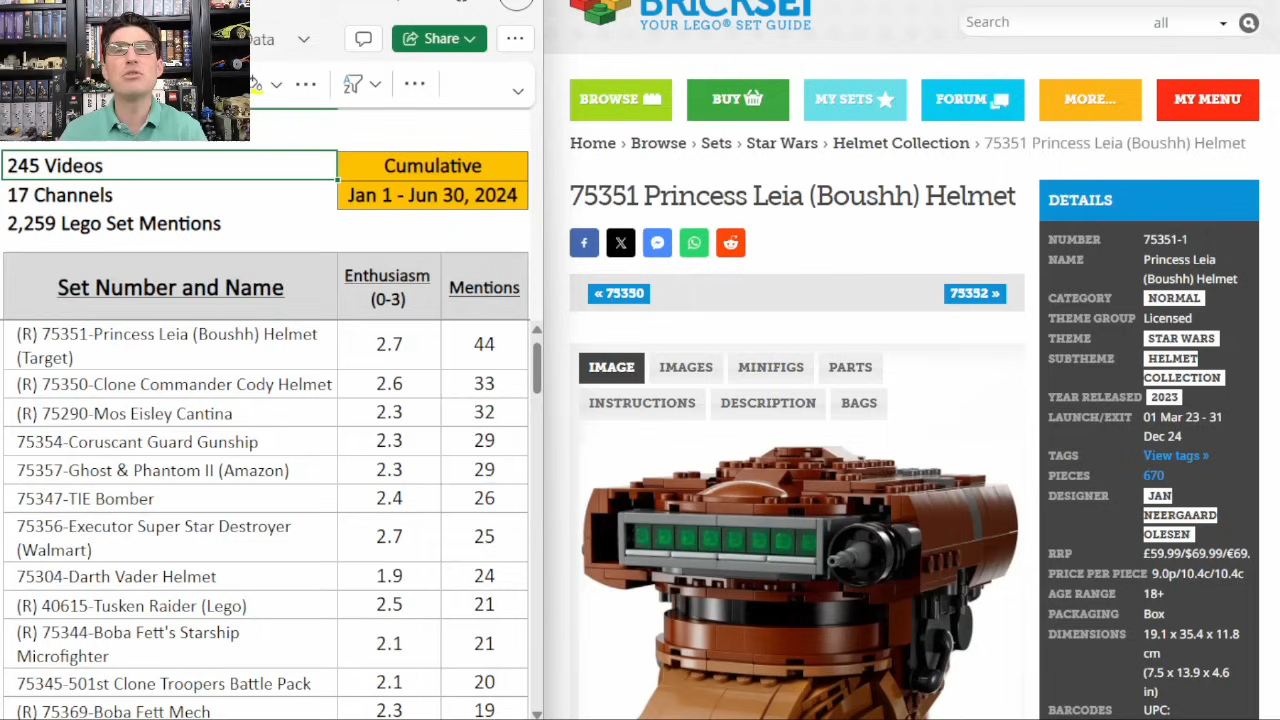 Data
Share
245 Videos
Cumulative
17 Channels
Jan 1 - Jun 30, 2024
2,259 Lego Set Mentions
Set Number and Name
Enthusiasm
(0-3)
Mentions
(R) 75351-Princess Leia (Boushh) Helmet
(Target)
2.7
44
(R) 75350-Clone Commander Cody Helmet
2.6
33
(R) 75290-Mos Eisley Cantina
2.3
32
75354-Coruscant Guard Gunship
2.3
29
75357-Ghost & Phantom II (Amazon)
2.3
29
75347-TIE Bomber
2.4
26
75356-Executor Super Star Destroyer
(Walmart)
2.7
25
75304-Darth Vader Helmet
1.9
24
(R) 40615-Tusken Raider (Lego)
2.5
21
(R) 75344-Boba Fett's Starship
Microfighter
2.1
21
75345-501st Clone Troopers Battle Pack
2.1
20
(R) 75369-Boba Fett Mech
2.3
19
BRICKSET
YOUR LEGO® SET GUIDE
Search
all
BROWSE
BUY
MY SETS
FORUM
MORE...
MY MENU
Home › Browse › Sets › Star Wars › Helmet Collection › 75351 Princess Leia (Boushh) Helmet
75351 Princess Leia (Boushh) Helmet
« 75350
75352 »
IMAGE
IMAGES
MINIFIGS
PARTS
INSTRUCTIONS
DESCRIPTION
BAGS
DETAILS
NUMBER 75351-1
NAME Princess Leia
(Boushh) Helmet
CATEGORY NORMAL
THEME GROUP Licensed
THEME STAR WARS
SUBTHEME HELMET
COLLECTION
YEAR RELEASED 2023
LAUNCH/EXIT 01 Mar 23 - 31
Dec 24
TAGS View tags »
PIECES 670
DESIGNER JAN
NEERGAARD
OLESEN
RRP £59.99/$69.99/€69.
PRICE PER PIECE 9.0p/10.4c/10.4c
AGE RANGE 18+
PACKAGING Box
DIMENSIONS 19.1 x 35.4 x 11.8
cm
(7.5 x 13.9 x 4.6
in)
BARCODES UPC: